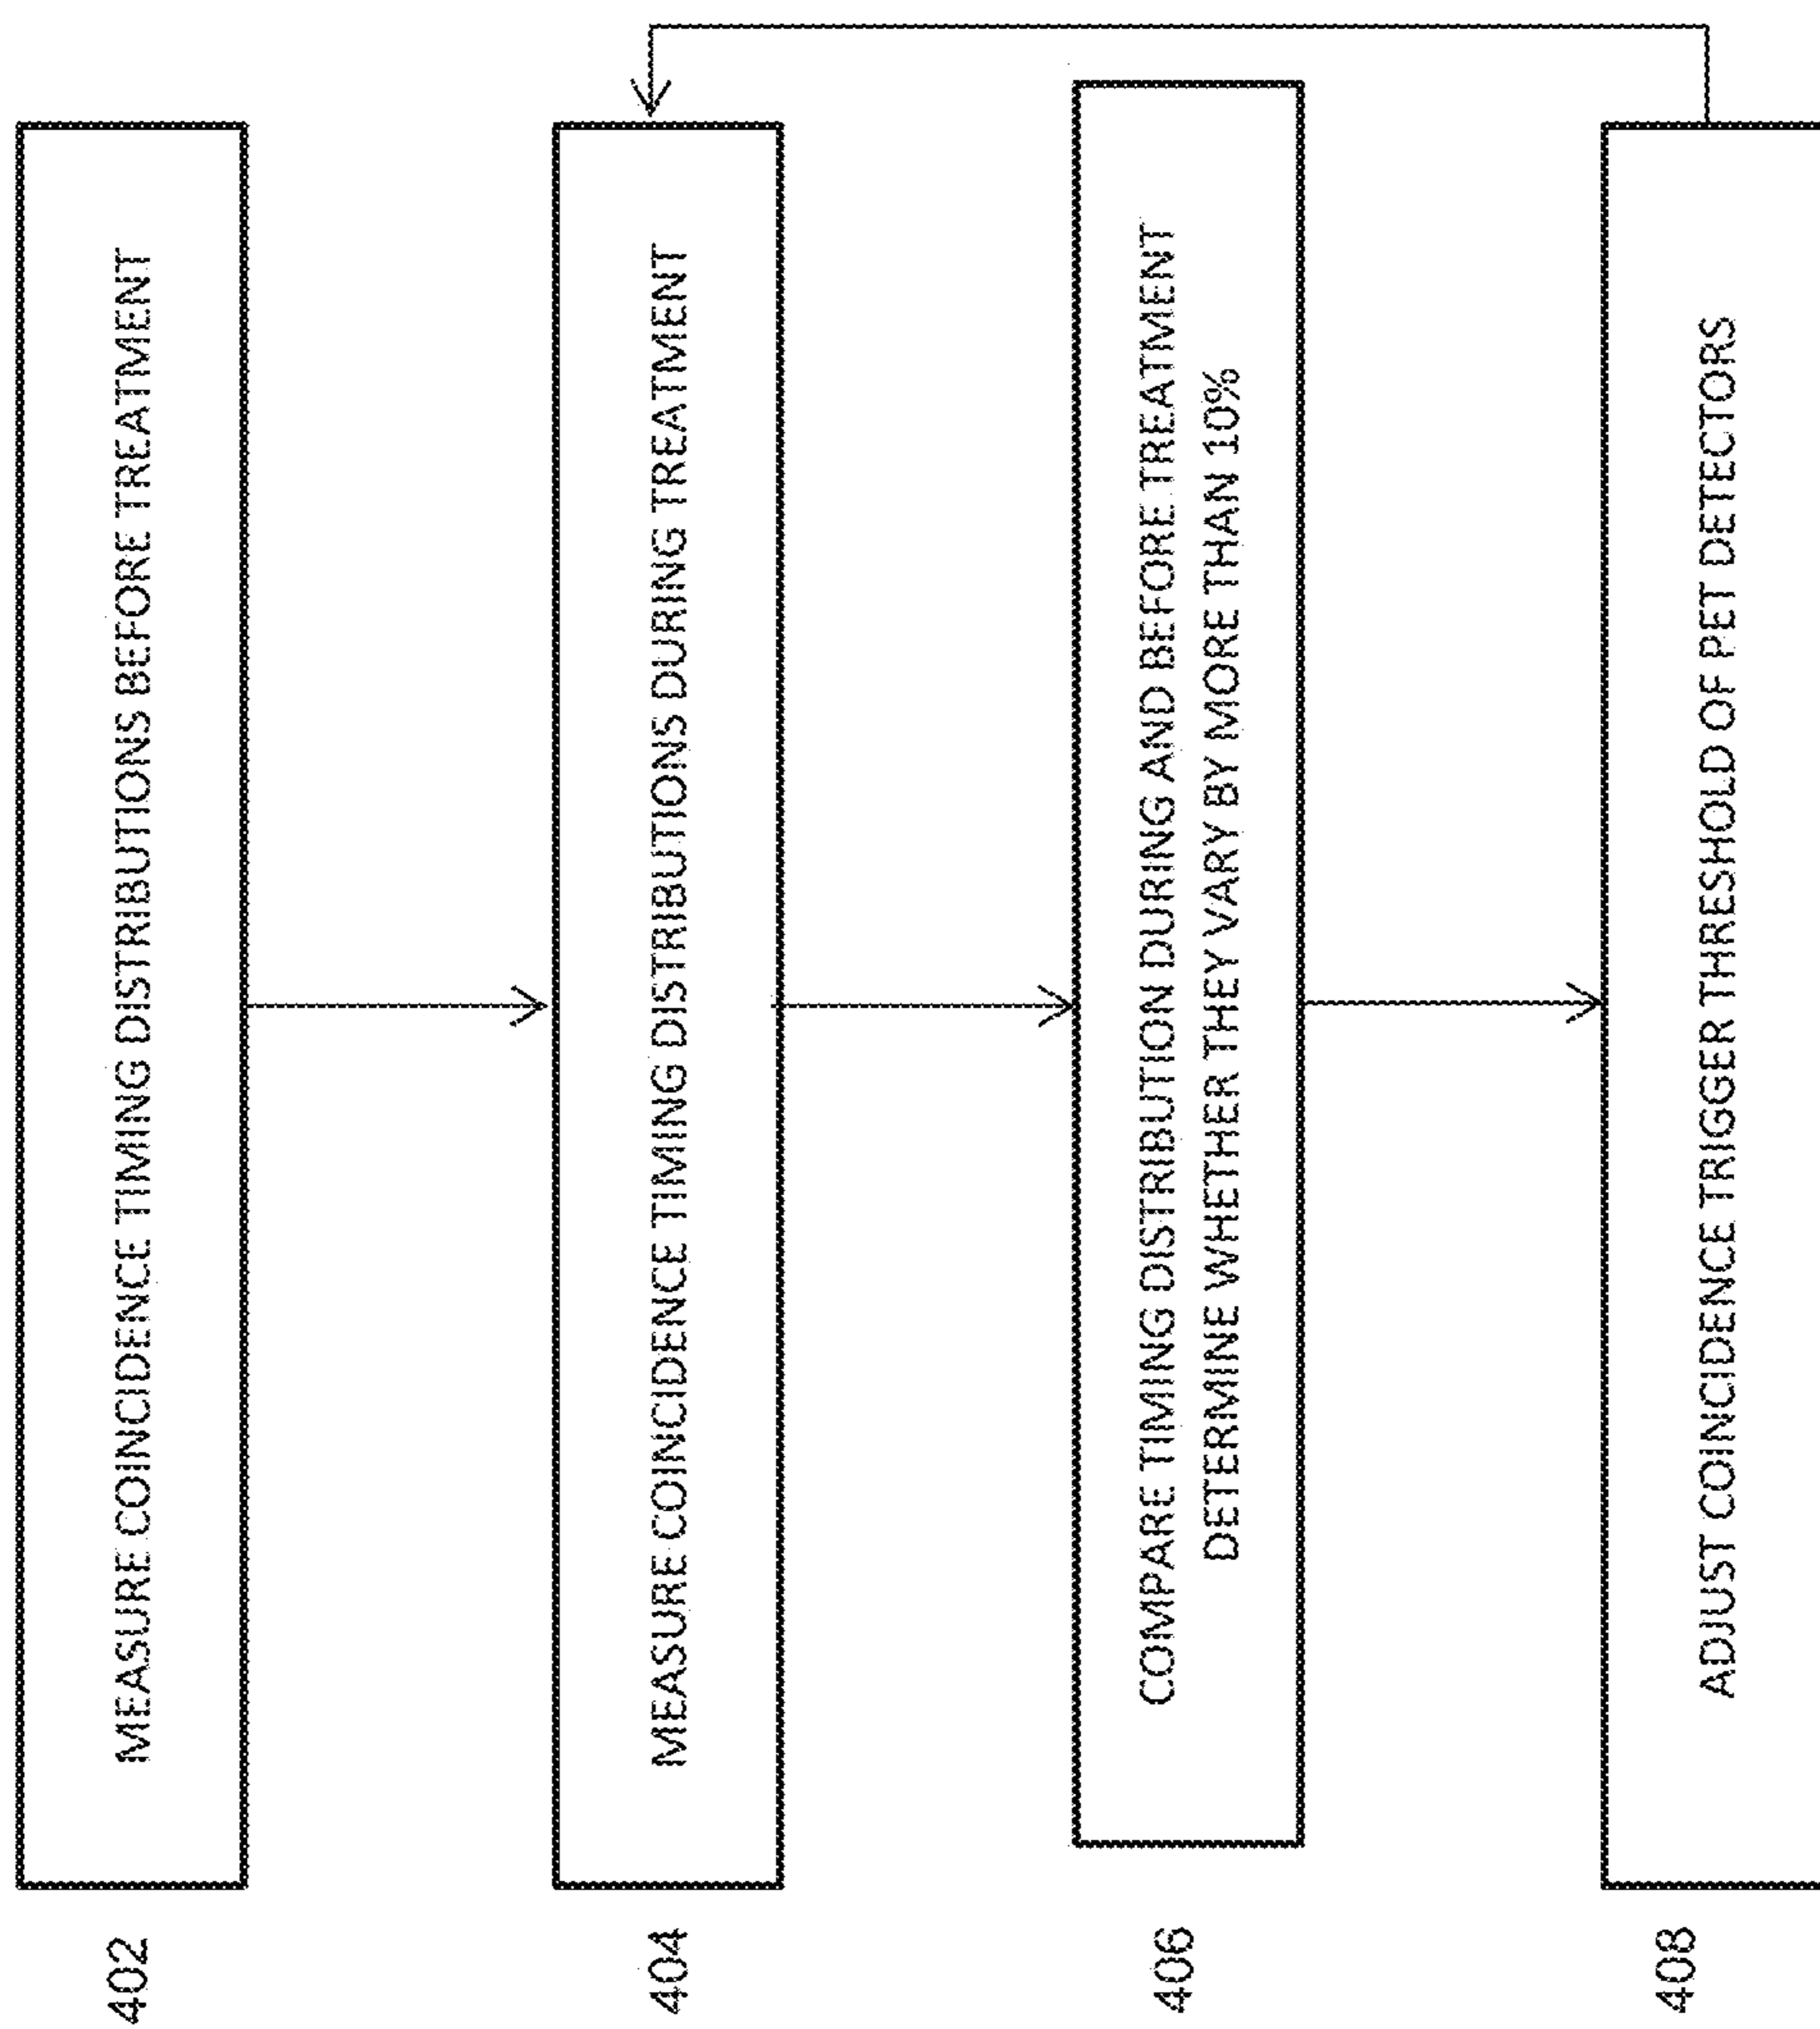 402
MEASURE COINCIDENCE TIMING DISTRIBUTIONS BEFORE TREATMENT
404
MEASURE COINCIDENCE TIMING DISTRIBUTIONS DURING TREATMENT
406
COMPARE TIMING DISTRIBUTION DURING AND BEFORE TREATMENT
DETERMINE WHETHER THEY VARY BY MORE THAN 10%
408
ADJUST COINCIDENCE TRIGGER THRESHOLD OF PET DETECTORS